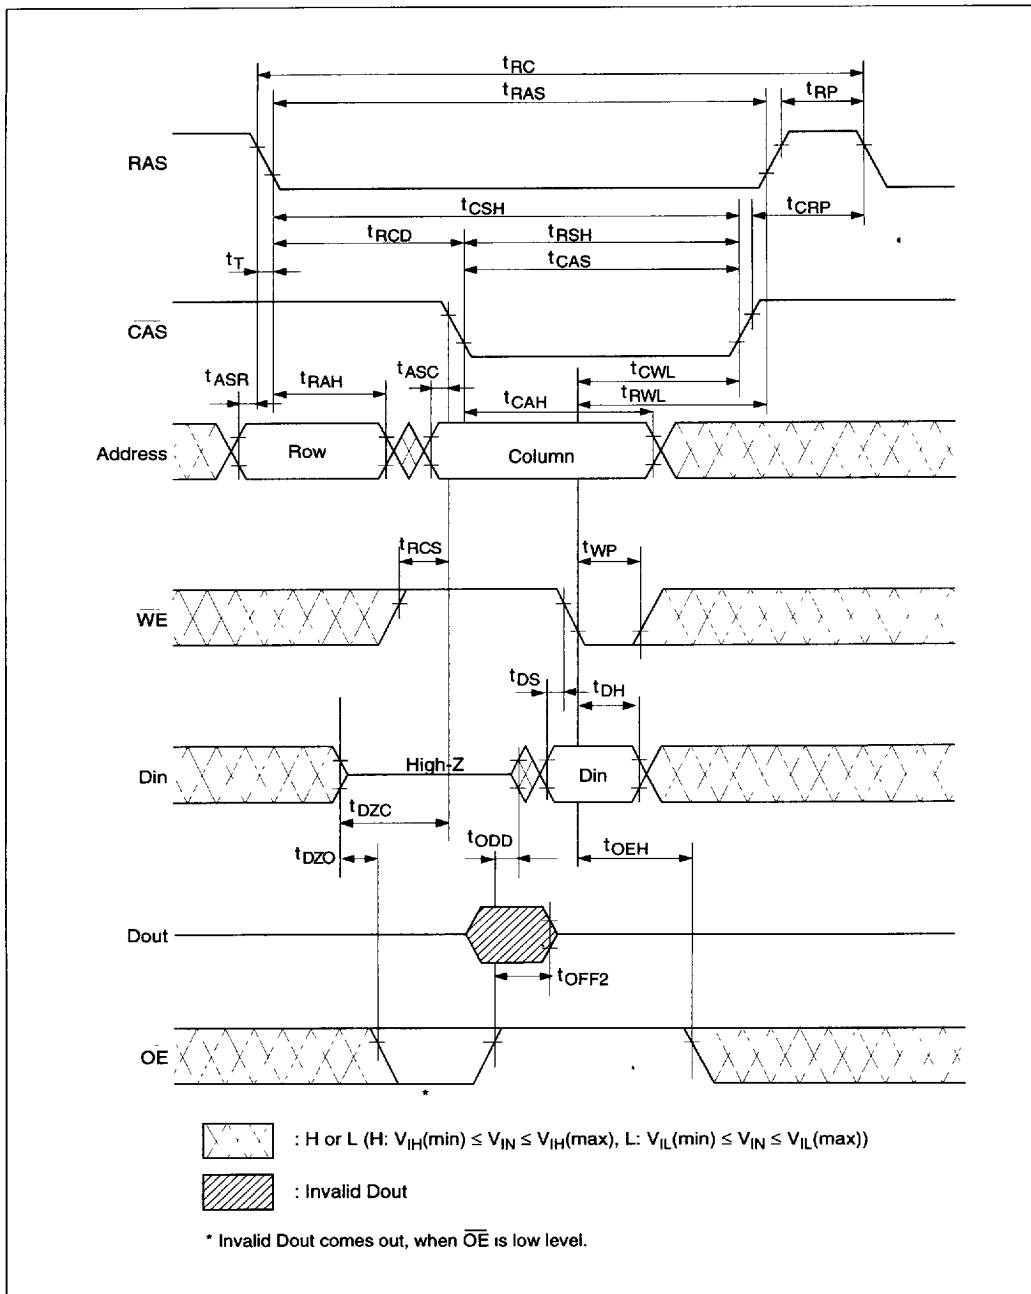 tRC
tRAS
tRP
RAS
tCSH
tCRP
tRCD
tRSH
tT
tCAS
CAS
tASR
tRAH
tASC
tCWL
tCAH
tRWL
Address
Row
Column
tRCS
tWP
WE
tDS
tDH
Din
High-Z
Din
tDZC
tODD
tDZO
tOEH
Dout
tOFF2
OE
*
: H or L (H: VIH(min) ≤ VIN ≤ VIH(max), L: VIL(min) ≤ VIN ≤ VIL(max))
: Invalid Dout
* Invalid Dout comes out, when OE is low level.